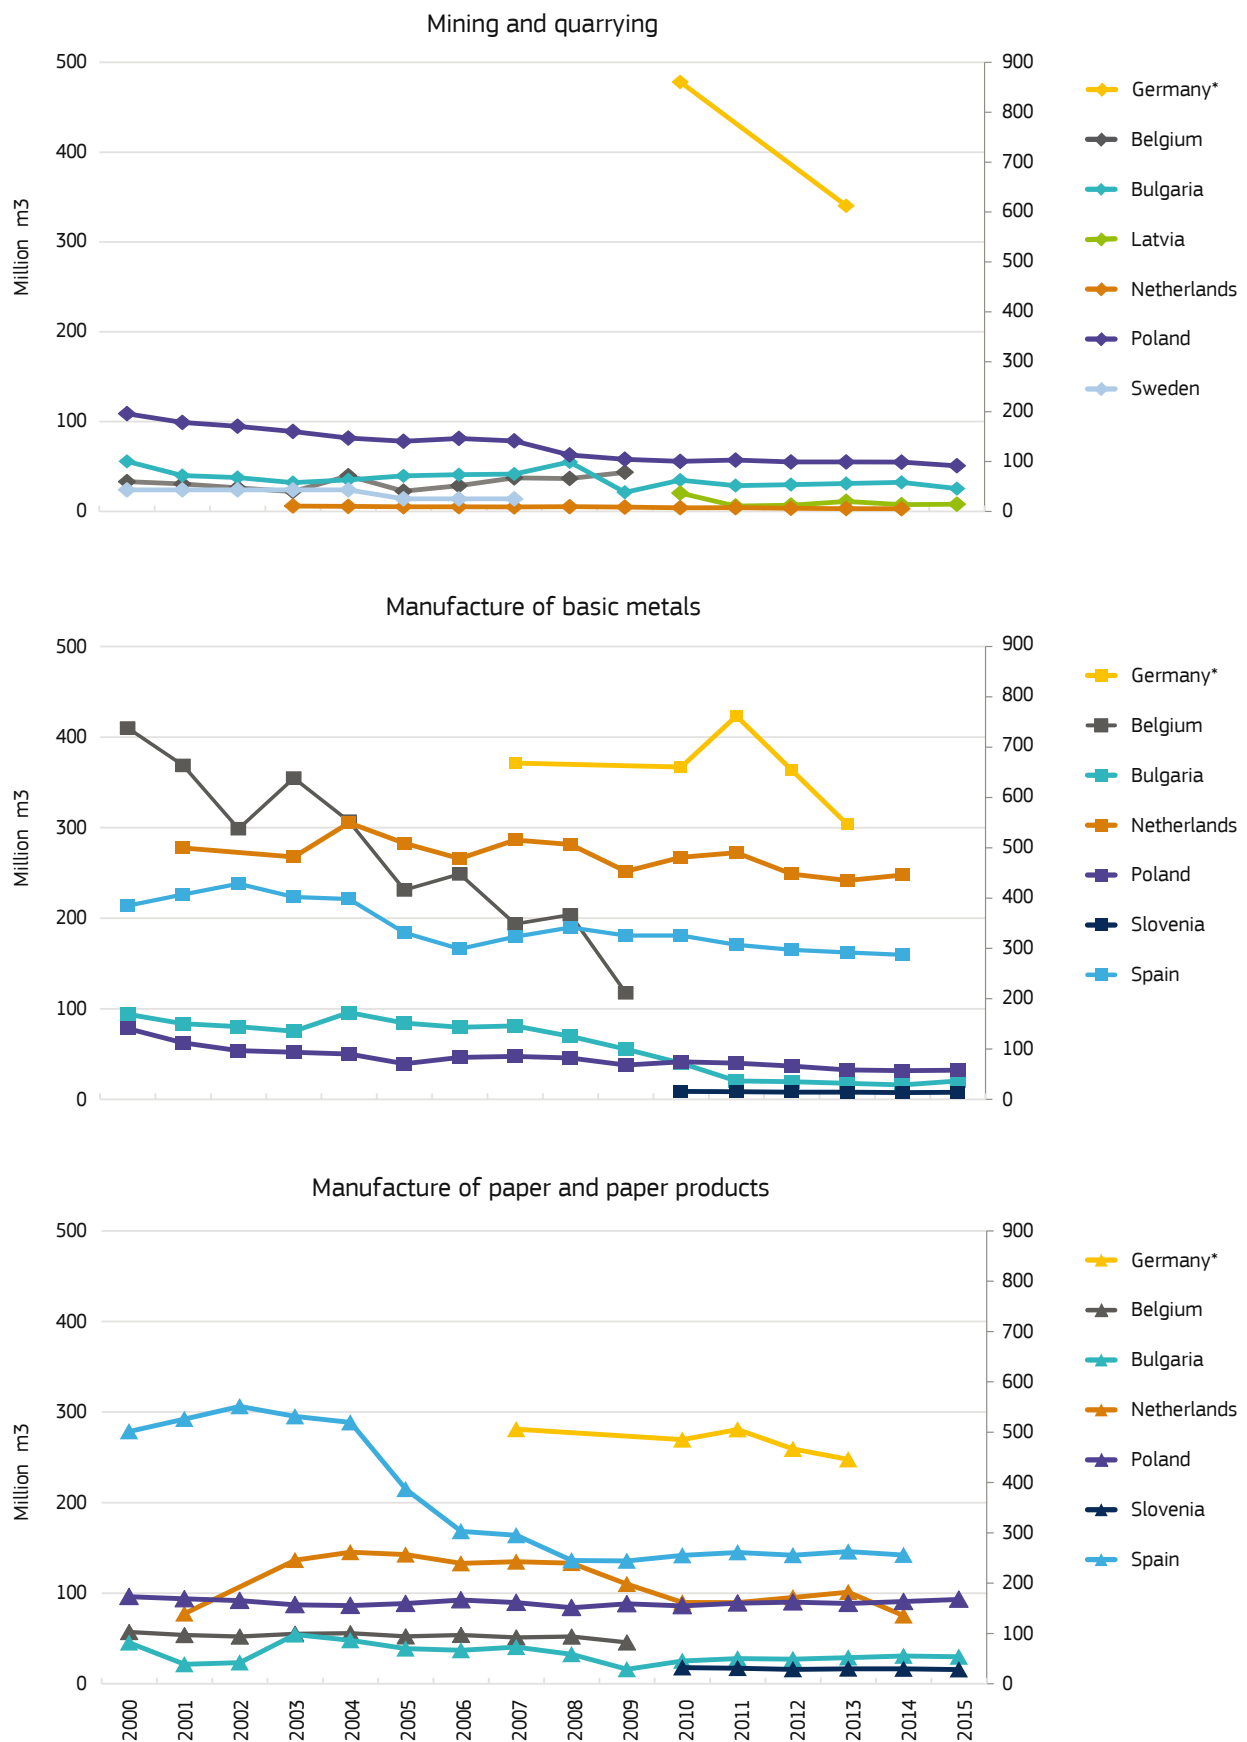 Mining and quarrying
500
400
300
200
100
0
Million m3
900
800
700
600
500
400
300
200
100
0
Germany*
Belgium
Bulgaria
Latvia
Netherlands
Poland
Sweden
Manufacture of basic metals
500
400
300
200
100
0
Million m3
900
800
700
600
500
400
300
200
100
0
Germany*
Belgium
Bulgaria
Netherlands
Poland
Slovenia
Spain
Manufacture of paper and paper products
500
400
300
200
100
0
Million m3
900
800
700
600
500
400
300
200
100
0
Germany*
Belgium
Bulgaria
Netherlands
Poland
Slovenia
Spain
2000
2001
2002
2003
2004
2005
2006
2007
2008
2009
2010
2011
2012
2013
2014
2015